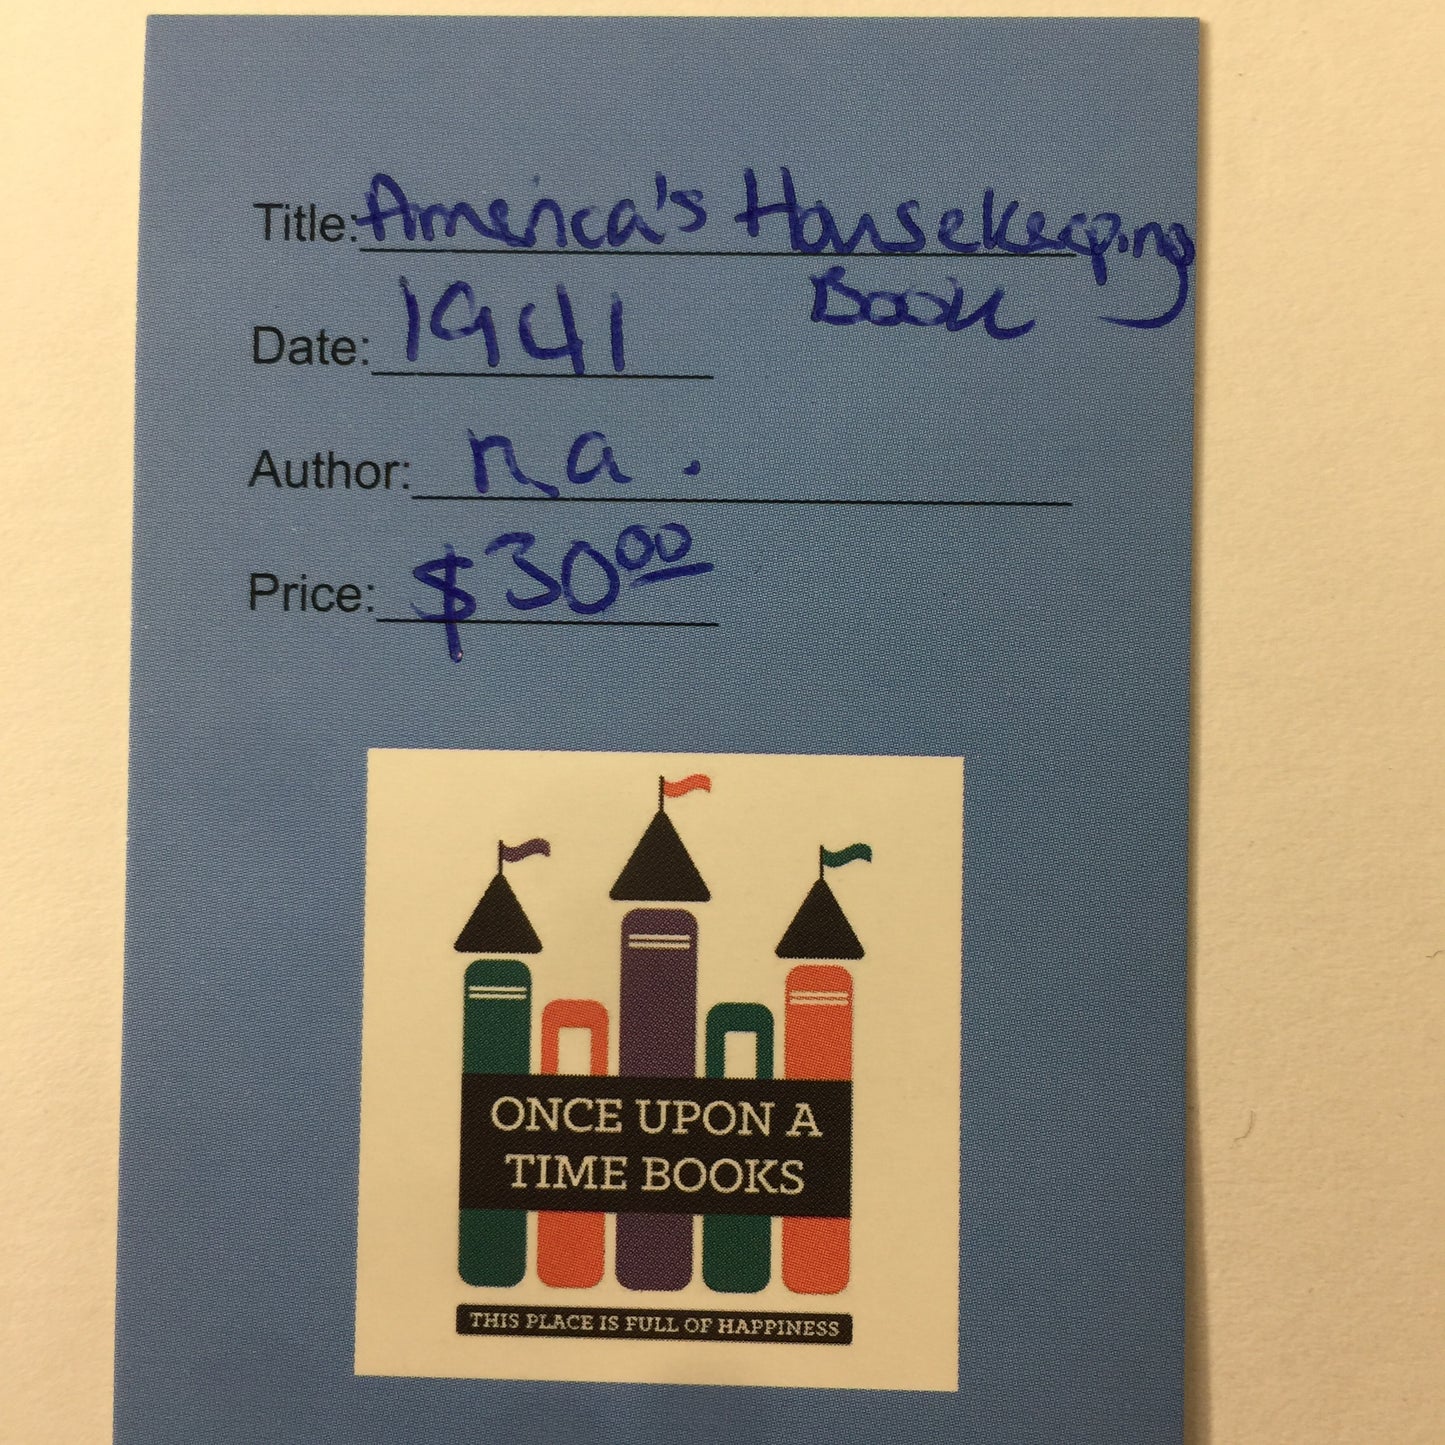 Title: America's Housekeeping
Book
Date: 1941
Author: n,a.
Price: $30.00
ONCE UPON A
TIME BOOKS
THIS PLACE IS FULL OF HAPPINESS